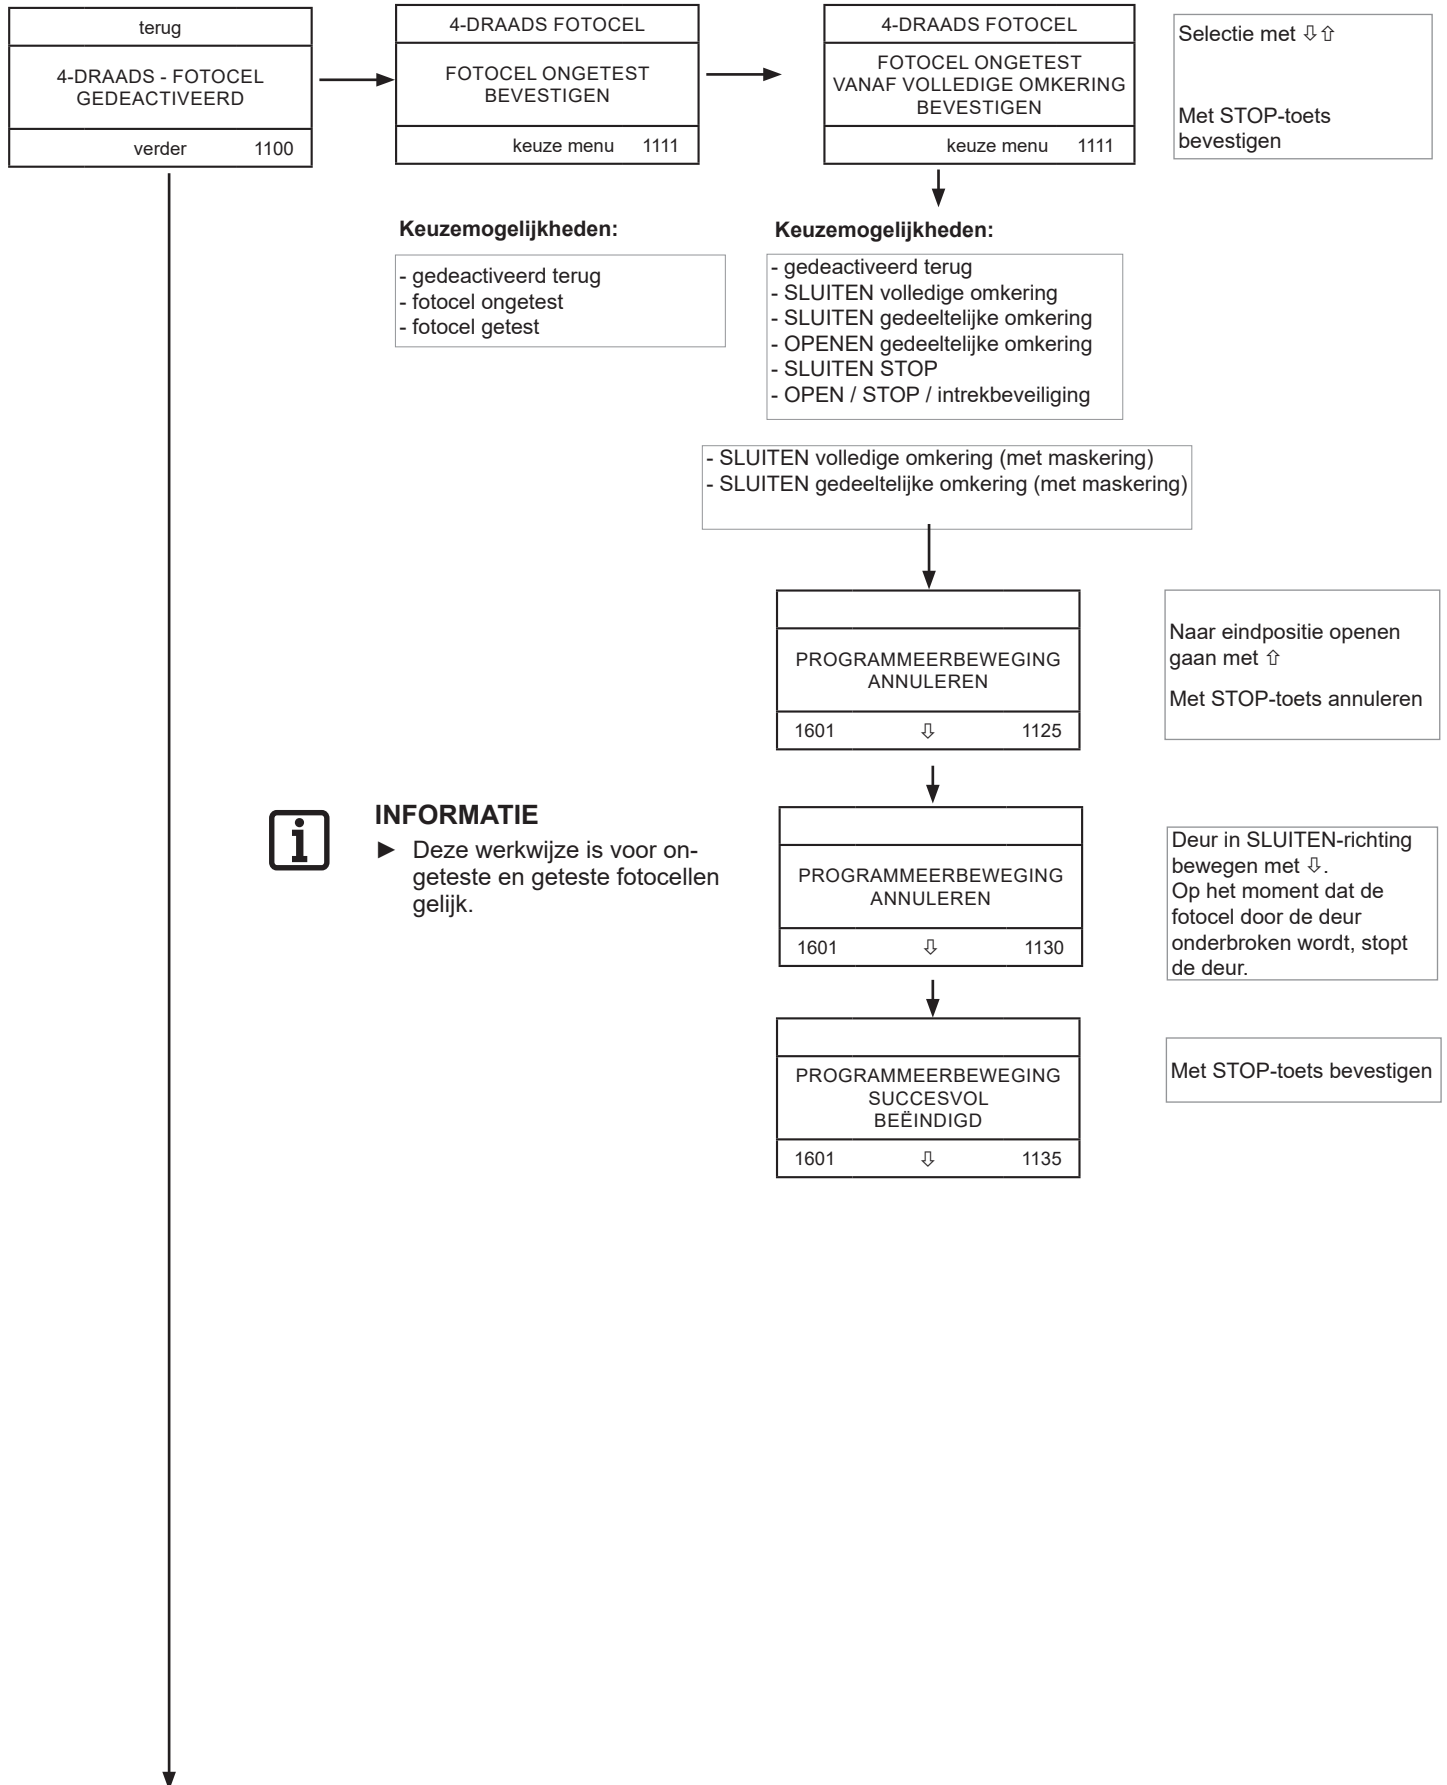 terug
4-DRAADS - FOTOCEL
GEDEACTIVEERD
verder 1100
4-DRAADS FOTOCEL
FOTOCEL ONGETEST
BEVESTIGEN
keuze menu 1111
4-DRAADS FOTOCEL
FOTOCEL ONGETEST
VANAF VOLLEDIGE OMKERING
BEVESTIGEN
keuze menu 1111
Selectie met ⇩⇧
Met STOP-toets
bevestigen
Keuzemogelijkheden:
- gedeactiveerd terug
- fotocel ongetest
- fotocel getest
Keuzemogelijkheden:
- gedeactiveerd terug
- SLUITEN volledige omkering
- SLUITEN gedeeltelijke omkering
- OPENEN gedeeltelijke omkering
- SLUITEN STOP
- OPEN / STOP / intrekbeveiliging
- SLUITEN volledige omkering (met maskering)
- SLUITEN gedeeltelijke omkering (met maskering)
PROGRAMMEERBEWEGING
ANNULEREN
1601 ⇩ 1125
Naar eindpositie openen
gaan met ⇧
Met STOP-toets annuleren
INFORMATIE
► Deze werkwijze is voor on-
geteste en geteste fotocellen
gelijk.
PROGRAMMEERBEWEGING
ANNULEREN
1601 ⇩ 1130
Deur in SLUITEN-richting
bewegen met ⇩.
Op het moment dat de
fotocel door de deur
onderbroken wordt, stopt
de deur.
PROGRAMMEERBEWEGING
SUCCESVOL
BEËINDIGD
1601 ⇩ 1135
Met STOP-toets bevestigen